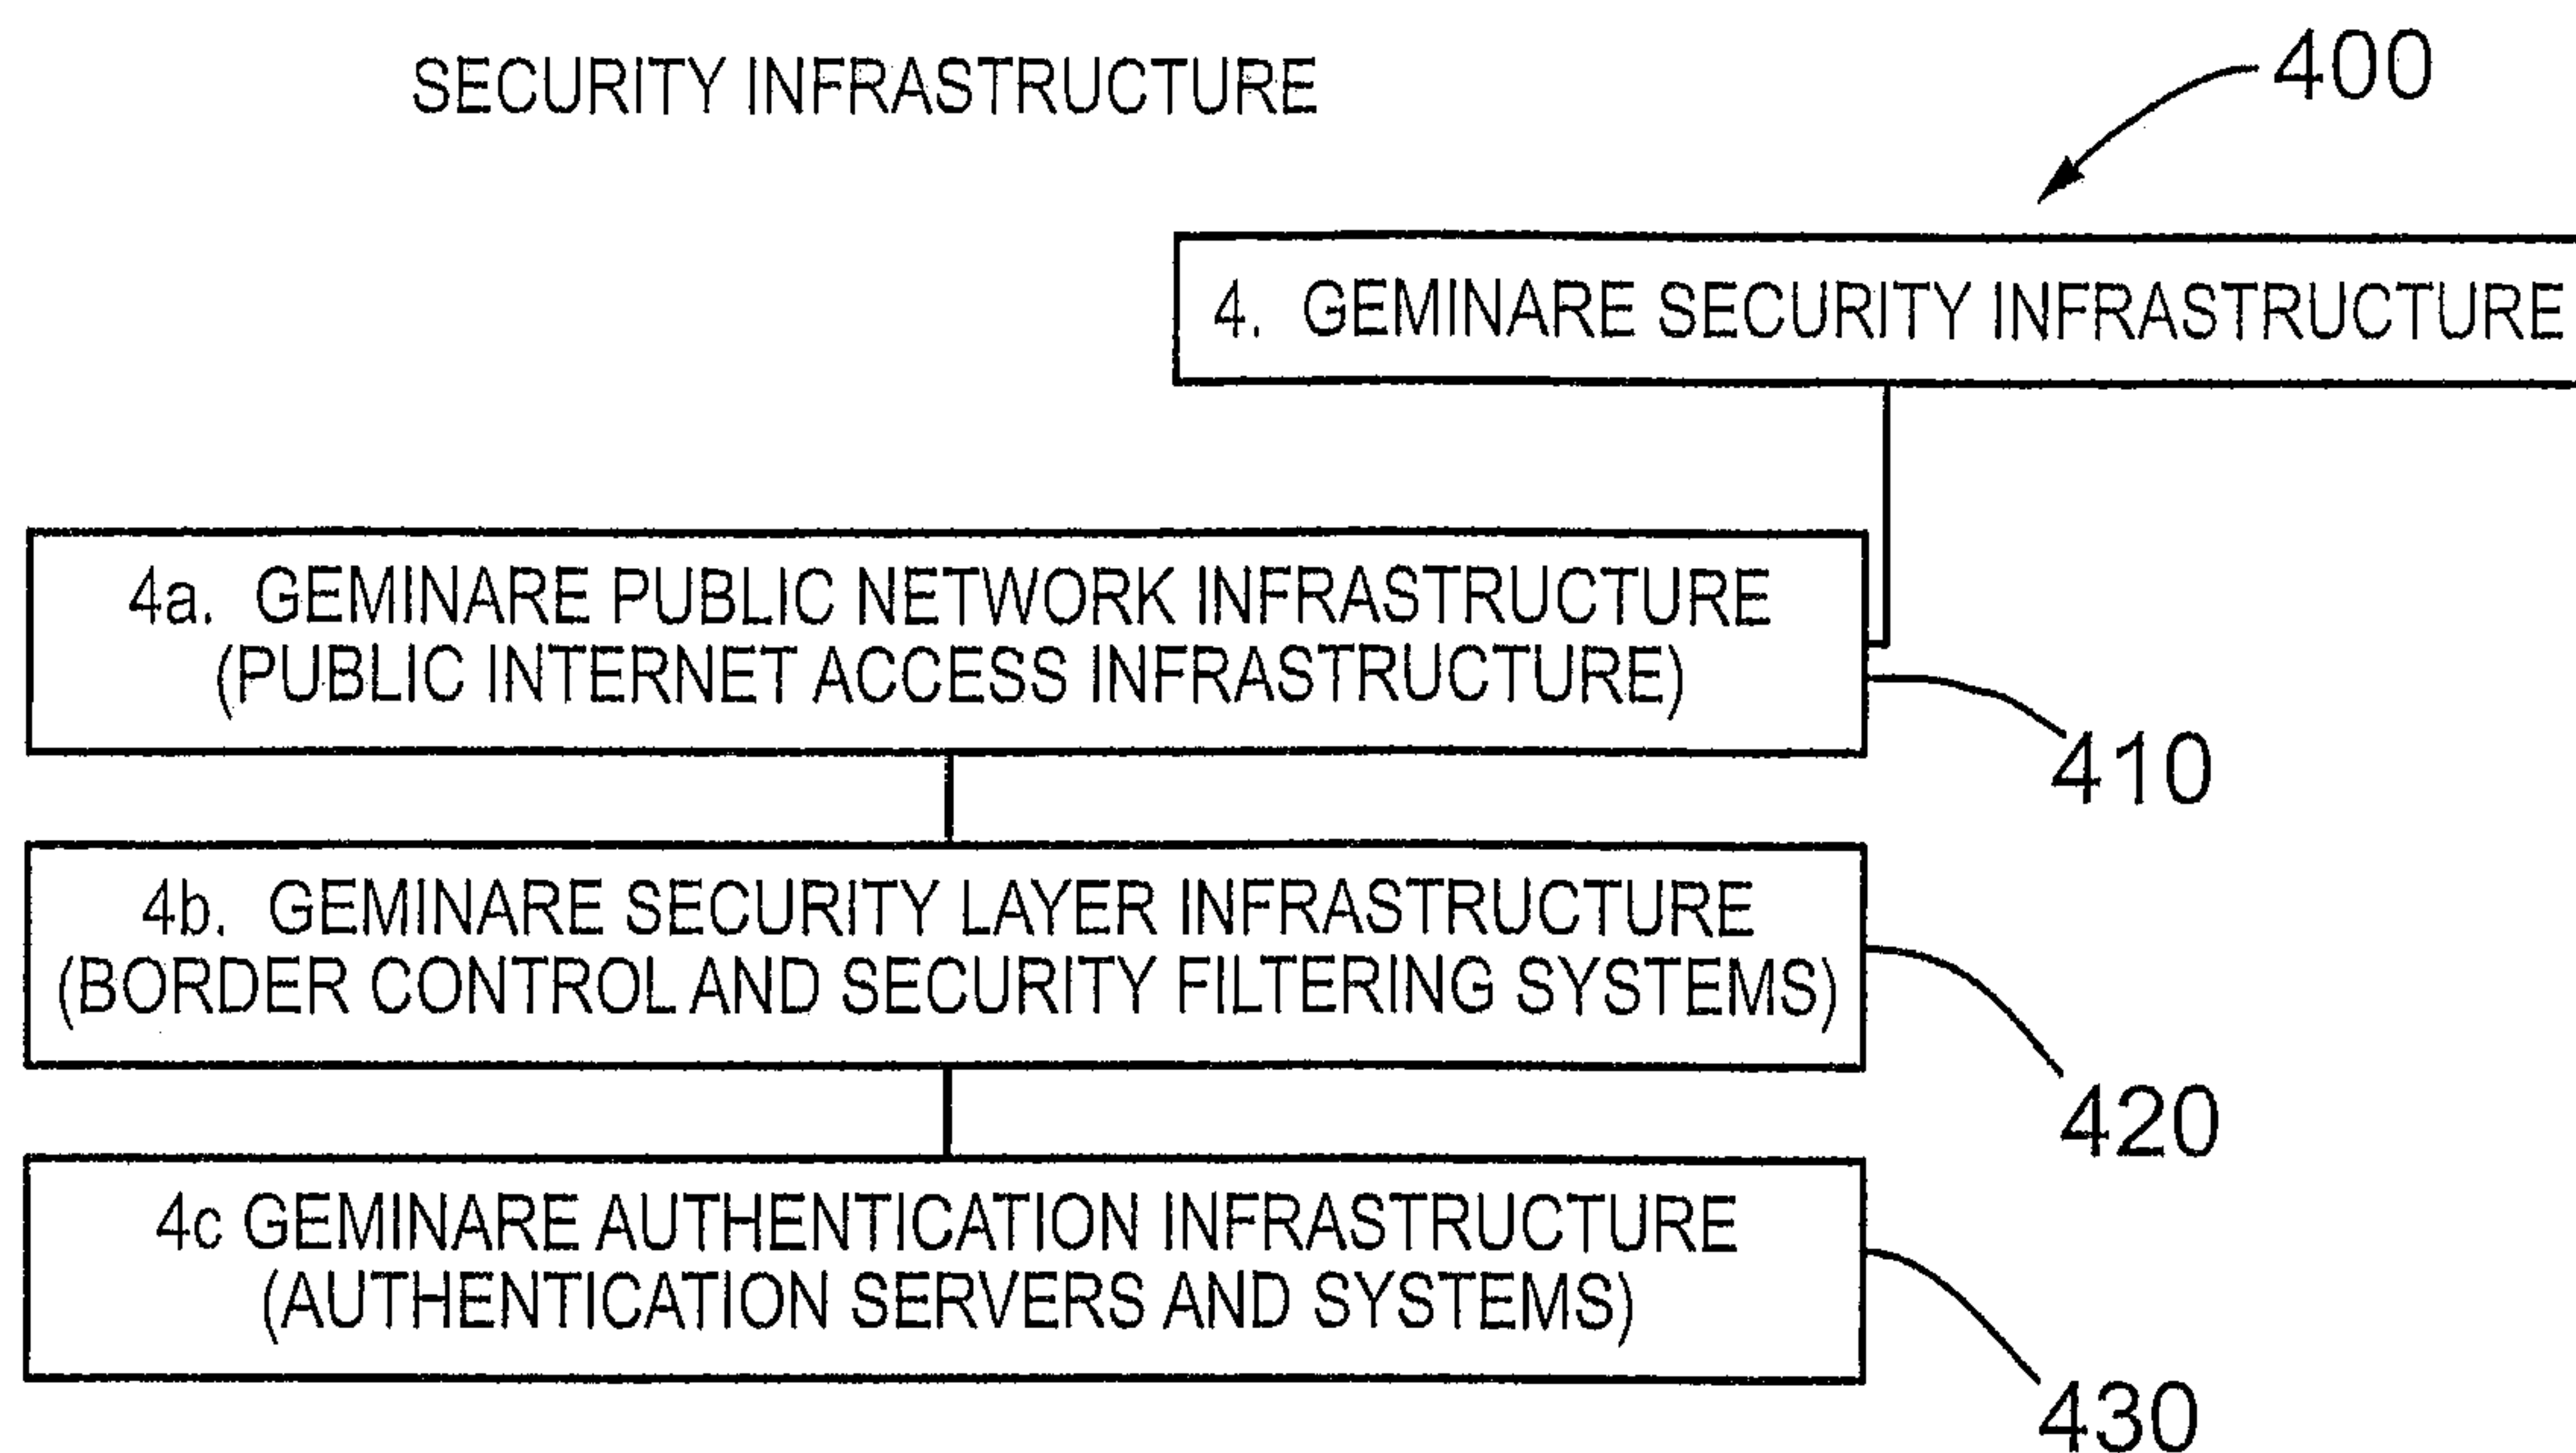 SECURITY INFRASTRUCTURE
400
4. GEMINARE SECURITY INFRASTRUCTURE
4a. GEMINARE PUBLIC NETWORK INFRASTRUCTURE
(PUBLIC INTERNET ACCESS INFRASTRUCTURE)
410
4b. GEMINARE SECURITY LAYER INFRASTRUCTURE
(BORDER CONTROL AND SECURITY FILTERING SYSTEMS)
420
4c GEMINARE AUTHENTICATION INFRASTRUCTURE
(AUTHENTICATION SERVERS AND SYSTEMS)
430